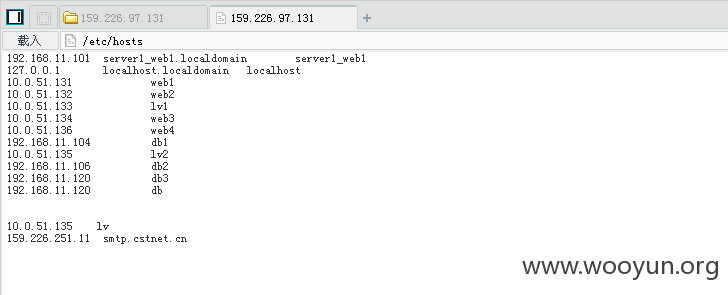 159.226.97.131 159.226.97.131 +
载入 /etc/hosts
192.168.11.101 server1_web1.localdomain server1_web1
127.0.0.1 localhost.localdomain localhost
10.0.51.131 web1
10.0.51.132 web2
10.0.51.133 lv1
10.0.51.134 web3
10.0.51.136 web4
192.168.11.104 db1
10.0.51.135 lv2
192.168.11.106 db2
192.168.11.120 db3
192.168.11.120 db
10.0.51.135 lv
159.226.251.11 smtp.cstnet.cn
www.wooyun.org